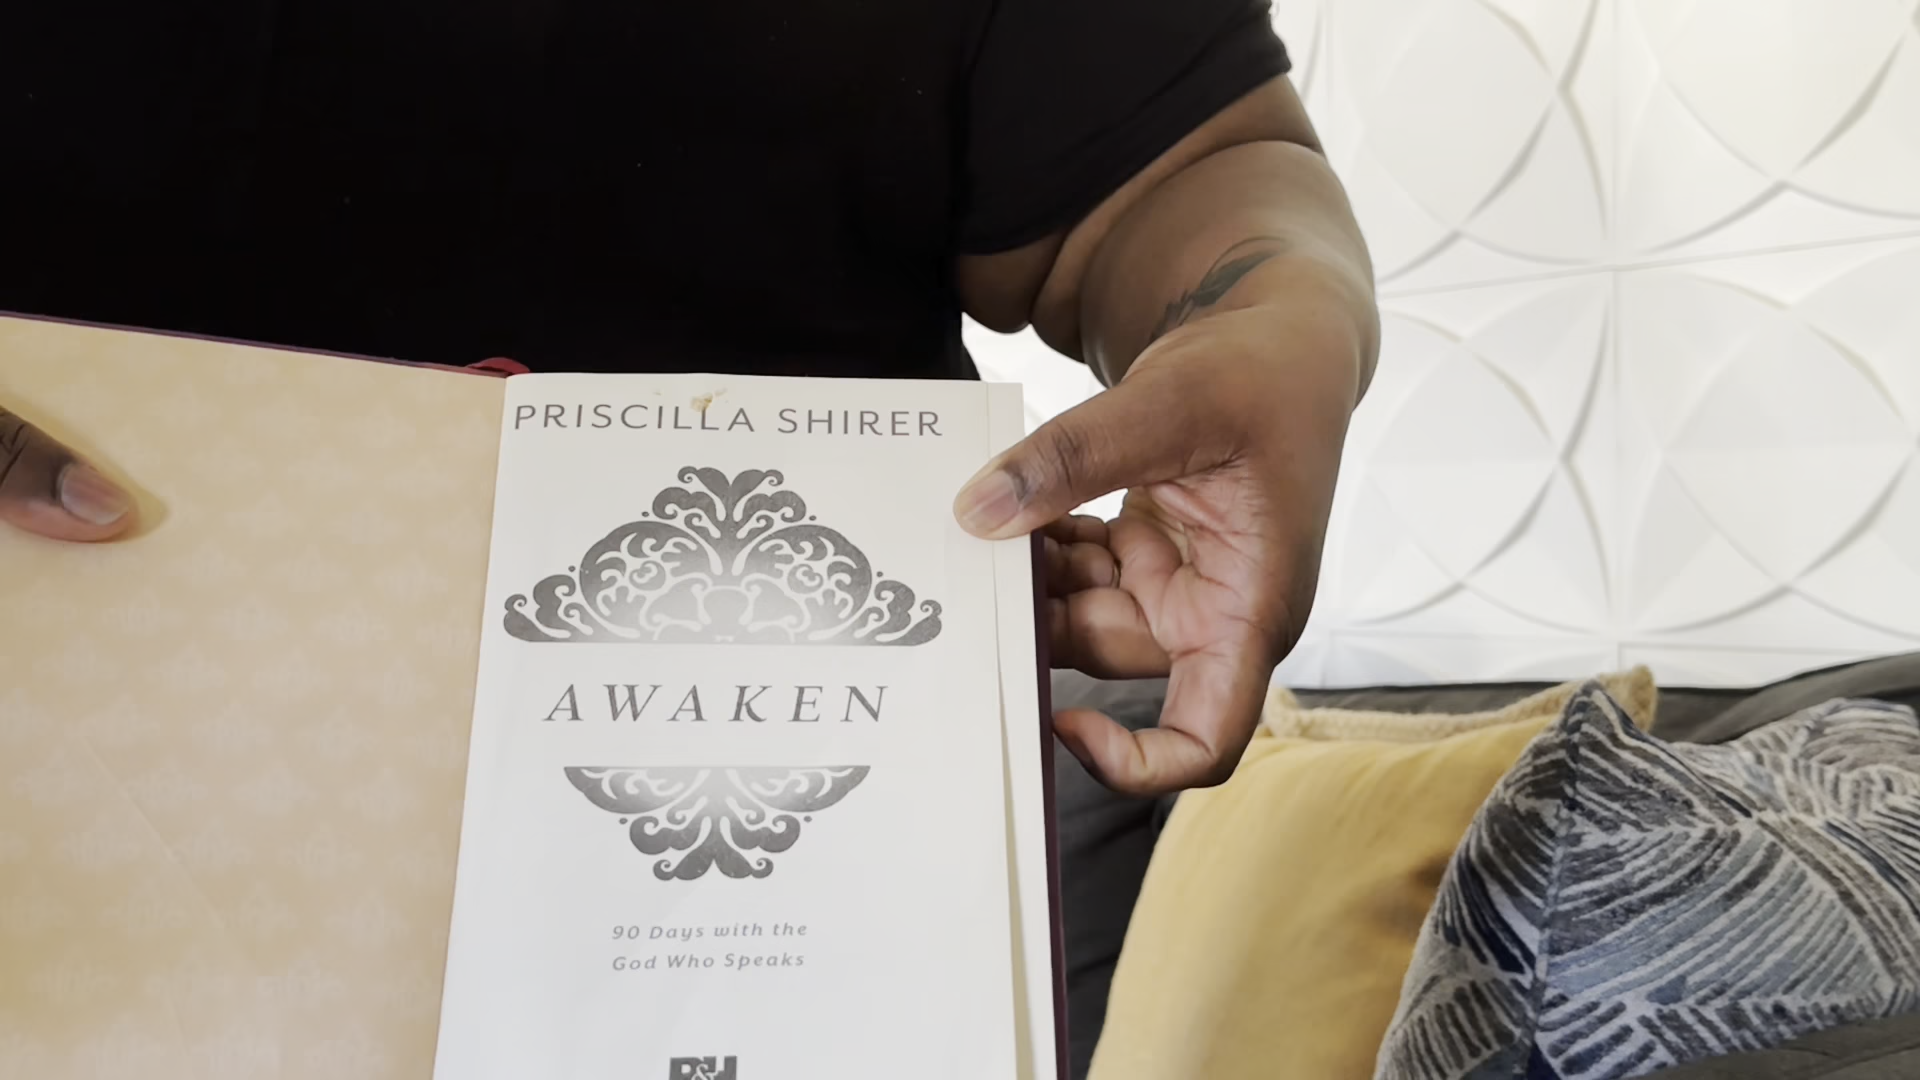 PRISCILLA SHIRER
AWAKEN
90 Days with the
God Who Speaks
B&H